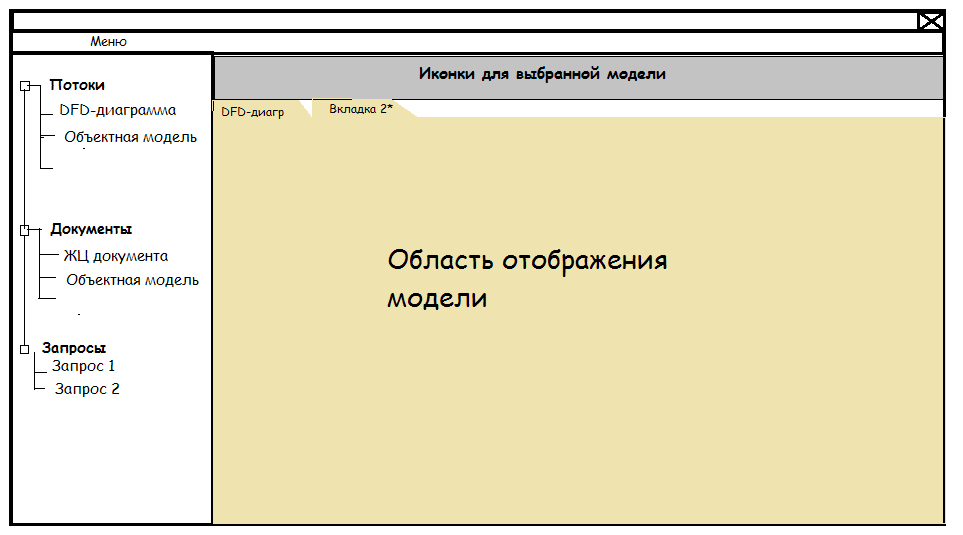 Меню
Иконки для выбранной модели
Потоки
DFD-диаграмма
Объектная модель
DFD-диагр
Вкладка 2*
Документы
ЖЦ документа
Объектная модель
Область отображения
модели
Запросы
Запрос 1
Запрос 2